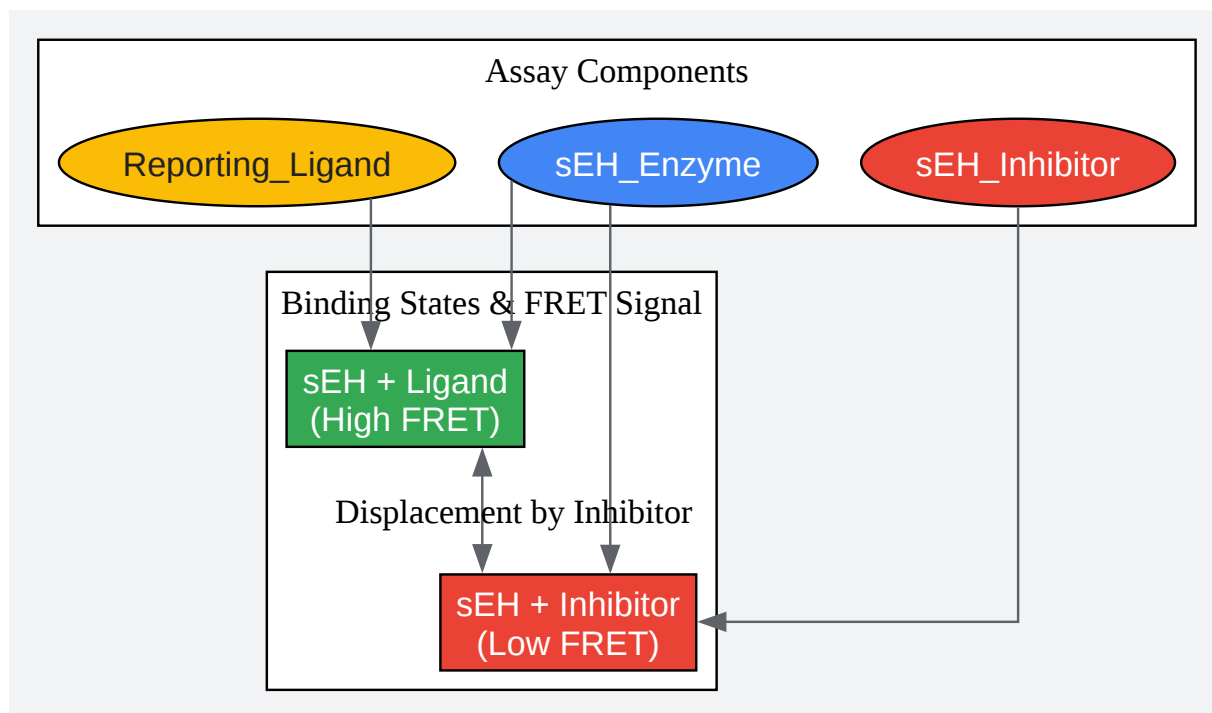 Assay Components
Reporting_Ligand
sEH_Enzyme
sEH_Inhibitor
Binding States & FRET Signal
sEH + Ligand
(High FRET)
Displacement by Inhibitor
sEH + Inhibitor
(Low FRET)